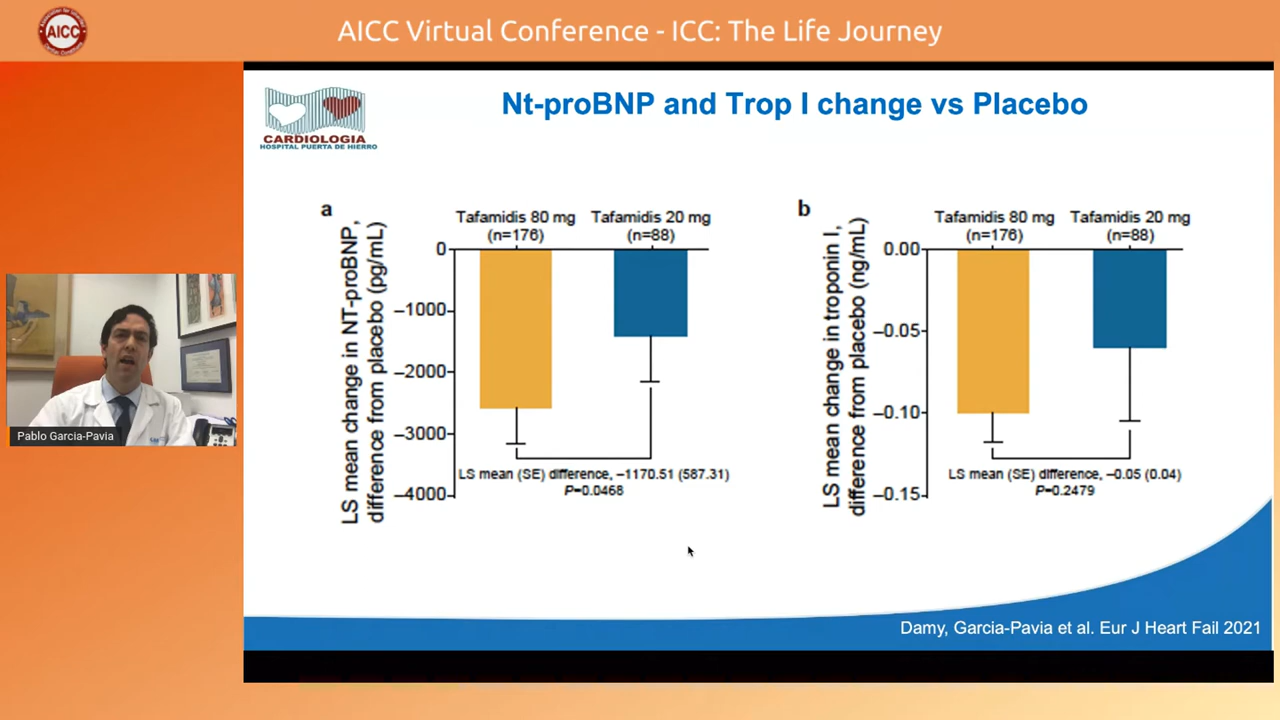 AICC
AICC Virtual Conference - ICC: The Life Journey
CARDIOLOGIA
HOSPITAL PUERTA DE HIERRO
Nt-proBNP and Trop I change vs Placebo
a
LS mean change in NT-proBNP,
difference from placebo (pg/mL)
Tafamidis 80 mg
(n=176)
Tafamidis 20 mg
(n=88)
0
−1000
−2000
−3000
−4000
LS mean (SE) difference, −1170.51 (587.31)
P=0.0468
b
LS mean change in troponin I,
difference from placebo (ng/mL)
Tafamidis 80 mg
(n=176)
Tafamidis 20 mg
(n=88)
0.00
−0.05
−0.10
−0.15
LS mean (SE) difference, −0.05 (0.04)
P=0.2479
Pablo Garcia-Pavia
Damy, Garcia-Pavia et al. Eur J Heart Fail 2021